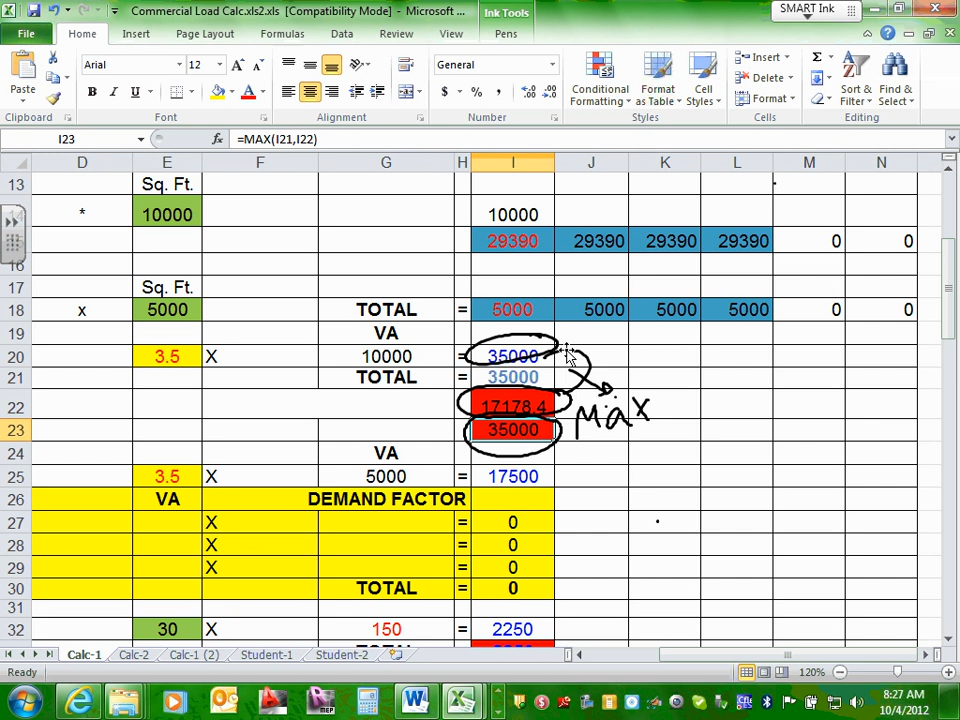 Commercial Load Calc.xls2.xls [Compatibility Mode] - Microsoft ...
Ink Tools
SMART Ink
File Home Insert Page Layout Formulas Data Review View Pens
Paste
Arial 12
B I U
General
$ % ,
Conditional Formatting
Format as Table
Cell Styles
Insert
Delete
Format
Σ
Sort & Filter
Find & Select
Clipboard Font Alignment Number Styles Cells Editing
I23 fx =MAX(I21,I22)
D E F G H I J K L M N
13 Sq. Ft.
14 * 10000 10000
15 29390 29390 29390 29390 0 0
16
17 Sq. Ft.
18 x 5000 TOTAL = 5000 5000 5000 5000 0 0
19 VA
20 3.5 X 10000 = 35000
21 TOTAL = 35000
22 17178.4
MAX
23 35000
24 VA
25 3.5 X 5000 = 17500
26 VA DEMAND FACTOR
27 X = 0
28 X = 0
29 X = 0
30 TOTAL = 0
31
32 30 X 150 = 2250
Calc-1 Calc-2 Calc-1 (2) Student-1 Student-2
Ready 120%
8:27 AM
10/4/2012